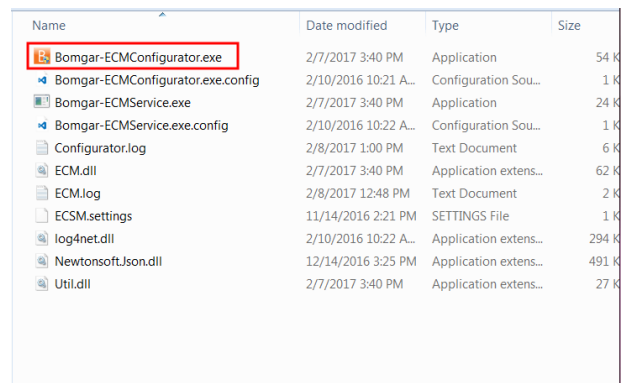 Name Date modified Type Size
Bomgar-ECMConfigurator.exe 2/7/2017 3:40 PM Application 54 K
Bomgar-ECMConfigurator.exe.config 2/10/2016 10:21 A... Configuration Sou... 1 K
Bomgar-ECMService.exe 2/7/2017 3:40 PM Application 24 K
Bomgar-ECMService.exe.config 2/10/2016 10:22 A... Configuration Sou... 1 K
Configurator.log 2/8/2017 1:00 PM Text Document 6 K
ECM.dll 2/7/2017 3:40 PM Application extens... 62 K
ECM.log 2/8/2017 12:48 PM Text Document 2 K
ECSM.settings 11/14/2016 2:21 PM SETTINGS File 1 K
log4net.dll 2/10/2016 10:22 A... Application extens... 294 K
Newtonsoft.Json.dll 12/14/2016 3:25 PM Application extens... 491 K
Util.dll 2/7/2017 3:40 PM Application extens... 27 K